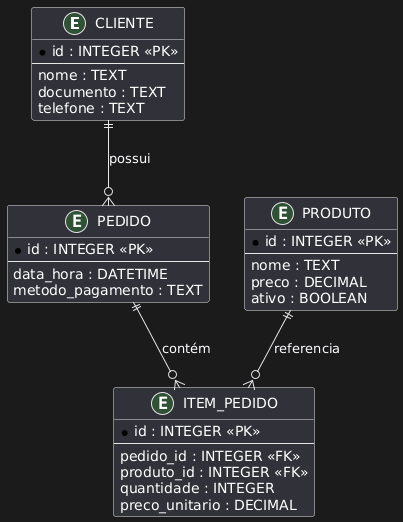 E CLIENTE
id : INTEGER «PK»
nome : TEXT
documento : TEXT
telefone : TEXT
possui
E PEDIDO
id : INTEGER «PK»
data_hora : DATETIME
metodo_pagamento : TEXT
E PRODUTO
id : INTEGER «PK»
nome : TEXT
preco : DECIMAL
ativo : BOOLEAN
contém
referencia
E ITEM_PEDIDO
id : INTEGER «PK»
pedido_id : INTEGER «FK»
produto_id : INTEGER «FK»
quantidade : INTEGER
preco_unitario : DECIMAL